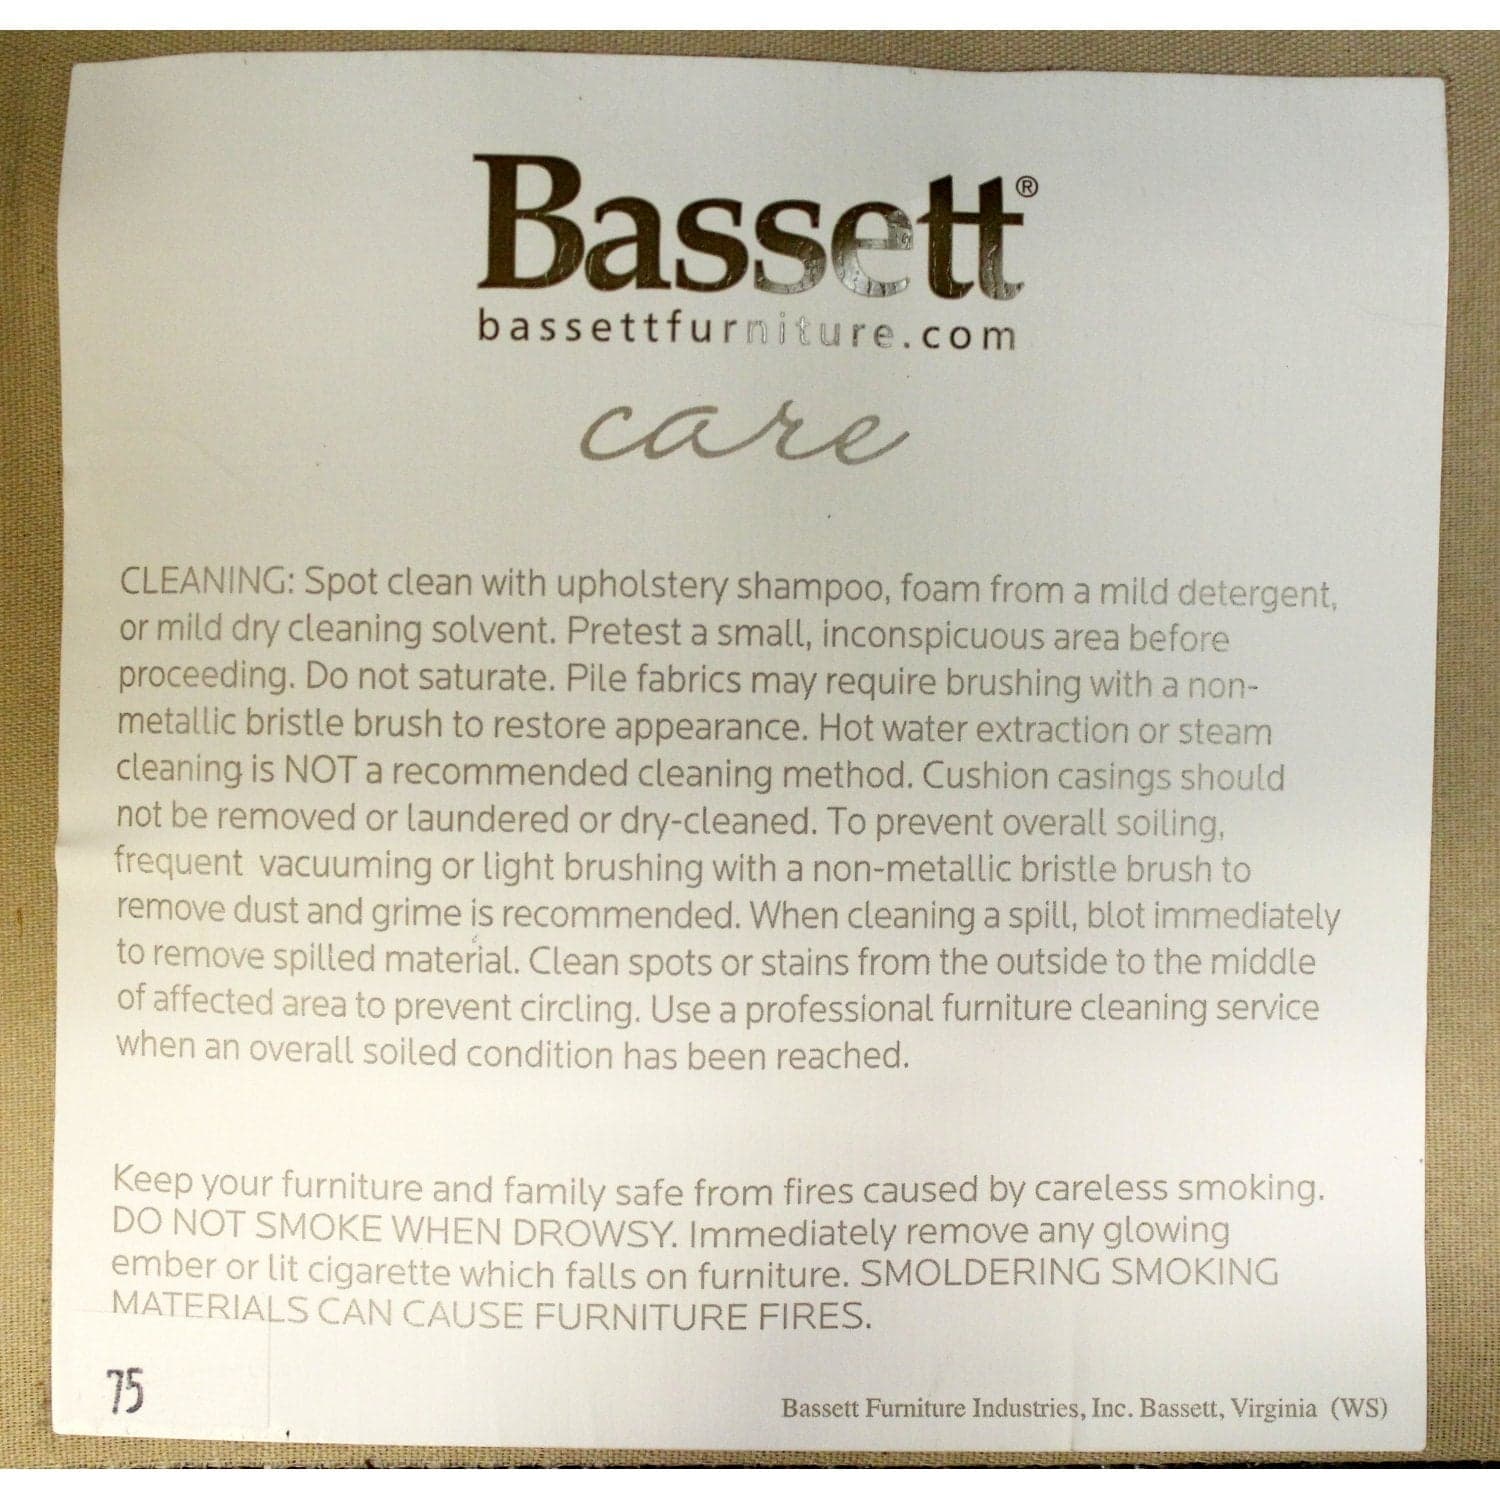 Bassett®
bassettfurniture.com
care
CLEANING: Spot clean with upholstery shampoo, foam from a mild detergent,
or mild dry cleaning solvent. Pretest a small, inconspicuous area before
proceeding. Do not saturate. Pile fabrics may require brushing with a non-
metallic bristle brush to restore appearance. Hot water extraction or steam
cleaning is NOT a recommended cleaning method. Cushion casings should
not be removed or laundered or dry-cleaned. To prevent overall soiling,
frequent vacuuming or light brushing with a non-metallic bristle brush to
remove dust and grime is recommended. When cleaning a spill, blot immediately
to remove spilled material. Clean spots or stains from the outside to the middle
of affected area to prevent circling. Use a professional furniture cleaning service
when an overall soiled condition has been reached.
Keep your furniture and family safe from fires caused by careless smoking.
DO NOT SMOKE WHEN DROWSY. Immediately remove any glowing
ember or lit cigarette which falls on furniture. SMOLDERING SMOKING
MATERIALS CAN CAUSE FURNITURE FIRES.
75
Bassett Furniture Industries, Inc. Bassett, Virginia (WS)